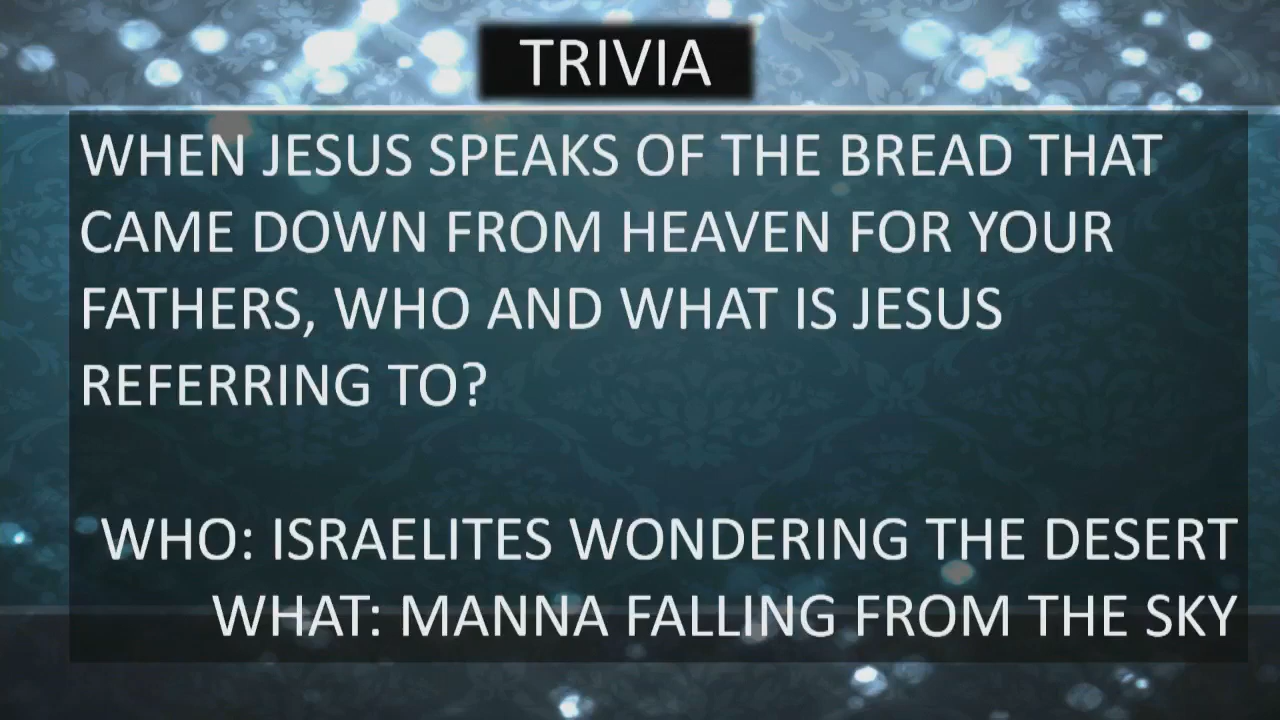 TRIVIA
WHEN JESUS SPEAKS OF THE BREAD THAT
CAME DOWN FROM HEAVEN FOR YOUR
FATHERS, WHO AND WHAT IS JESUS
REFERRING TO?
WHO: ISRAELITES WONDERING THE DESERT
WHAT: MANNA FALLING FROM THE SKY